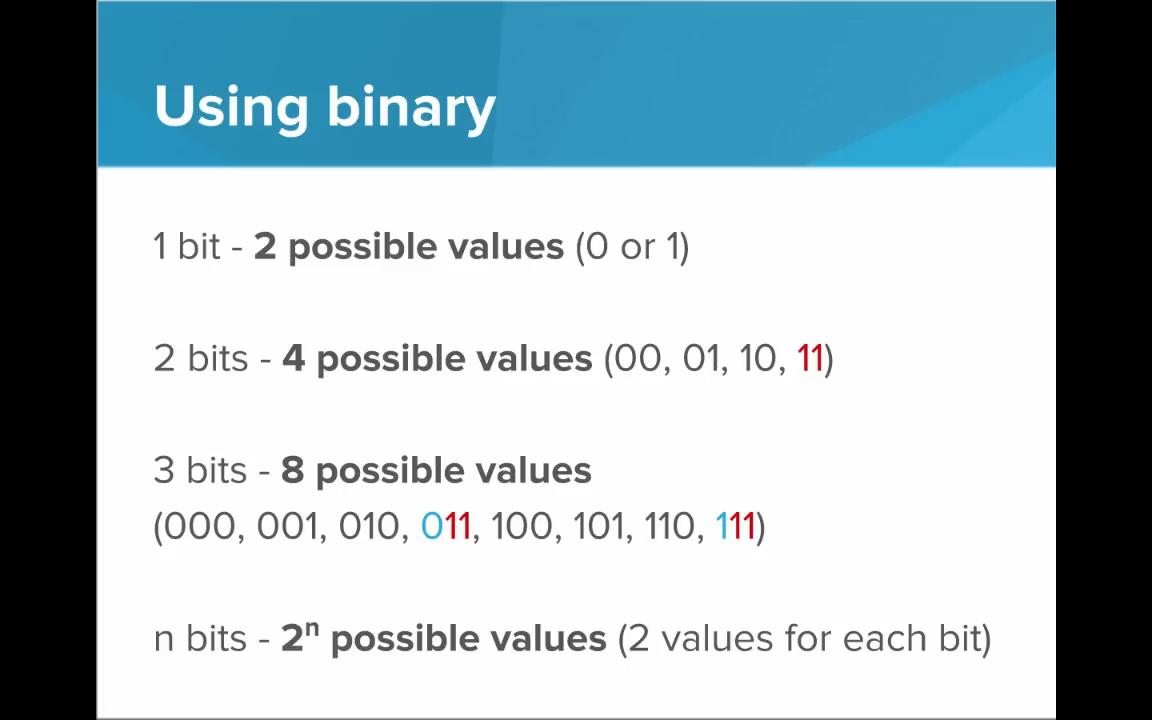 Using binary
1 bit - 2 possible values (0 or 1)
2 bits - 4 possible values (00, 01, 10, 11)
3 bits - 8 possible values
(000, 001, 010, 011, 100, 101, 110, 111)
n bits - 2ⁿ possible values (2 values for each bit)